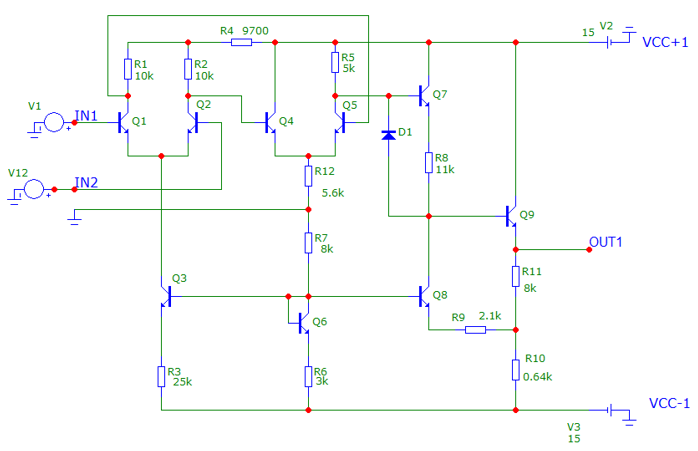 R4 9700
15 V2
VCC+1
R1
10k
R2
10k
R5
5k
Q7
V1
IN1
Q1
Q2
Q4
Q5
D1
R8
11k
V12
IN2
R12
5.6k
Q9
OUT1
R7
8k
Q3
Q8
R11
8k
Q6
R9 2.1k
R3
25k
R6
3k
R10
0.64k
VCC-1
V3
15